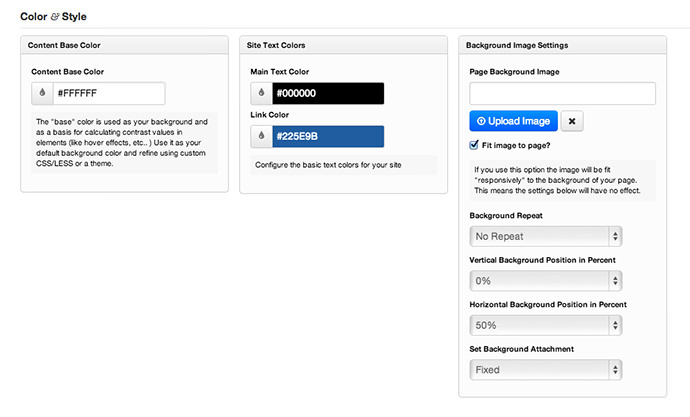 Color & Style
Content Base Color
Content Base Color
#FFFFFF
The "base" color is used as your background and
as a basis for calculating contrast values in
elements (like hover effects, etc.. ) Use it as your
default background color and refine using custom
CSS/LESS or a theme.
Site Text Colors
Main Text Color
#000000
Link Color
#225E9B
Configure the basic text colors for your site
Background Image Settings
Page Background Image
Upload Image
Fit image to page?
If you use this option the image will be fit
"responsively" to the background of your page.
This means the settings below will have no effect.
Background Repeat
No Repeat
Vertical Background Position in Percent
0%
Horizontal Background Position in Percent
50%
Set Background Attachment
Fixed